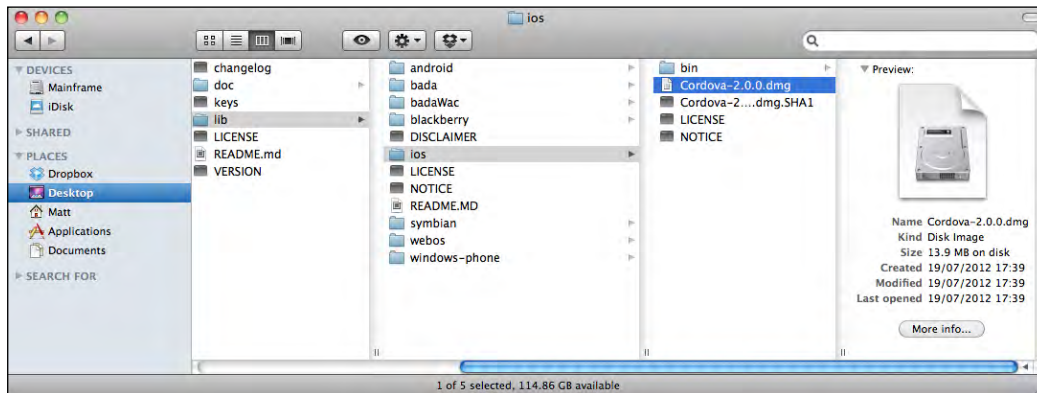 ios
DEVICES
Mainframe
iDisk
SHARED
PLACES
Dropbox
Desktop
Matt
Applications
Documents
SEARCH FOR
changelog
doc
keys
lib
LICENSE
README.md
VERSION
android
bada
badaWac
blackberry
DISCLAIMER
ios
LICENSE
NOTICE
README.MD
symbian
webos
windows-phone
bin
Cordova-2.0.0.dmg
Cordova-2....dmg.SHA1
LICENSE
NOTICE
Preview:
Name Cordova-2.0.0.dmg
Kind Disk Image
Size 13.9 MB on disk
Created 19/07/2012 17:39
Modified 19/07/2012 17:39
Last opened 19/07/2012 17:39
More info...
1 of 5 selected, 114.86 GB available